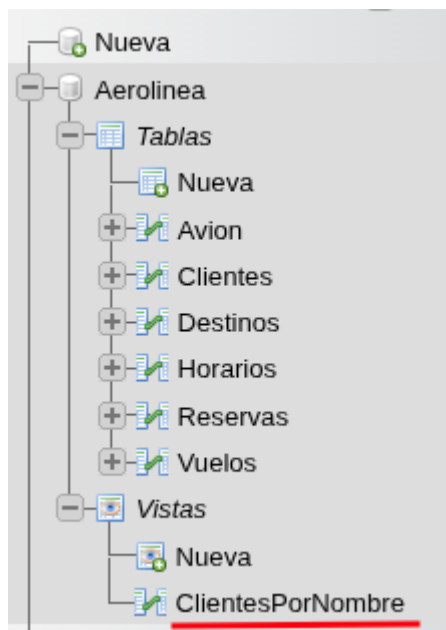 Nueva
Aerolinea
Tablas
Nueva
Avion
Clientes
Destinos
Horarios
Reservas
Vuelos
Vistas
Nueva
ClientesPorNombre